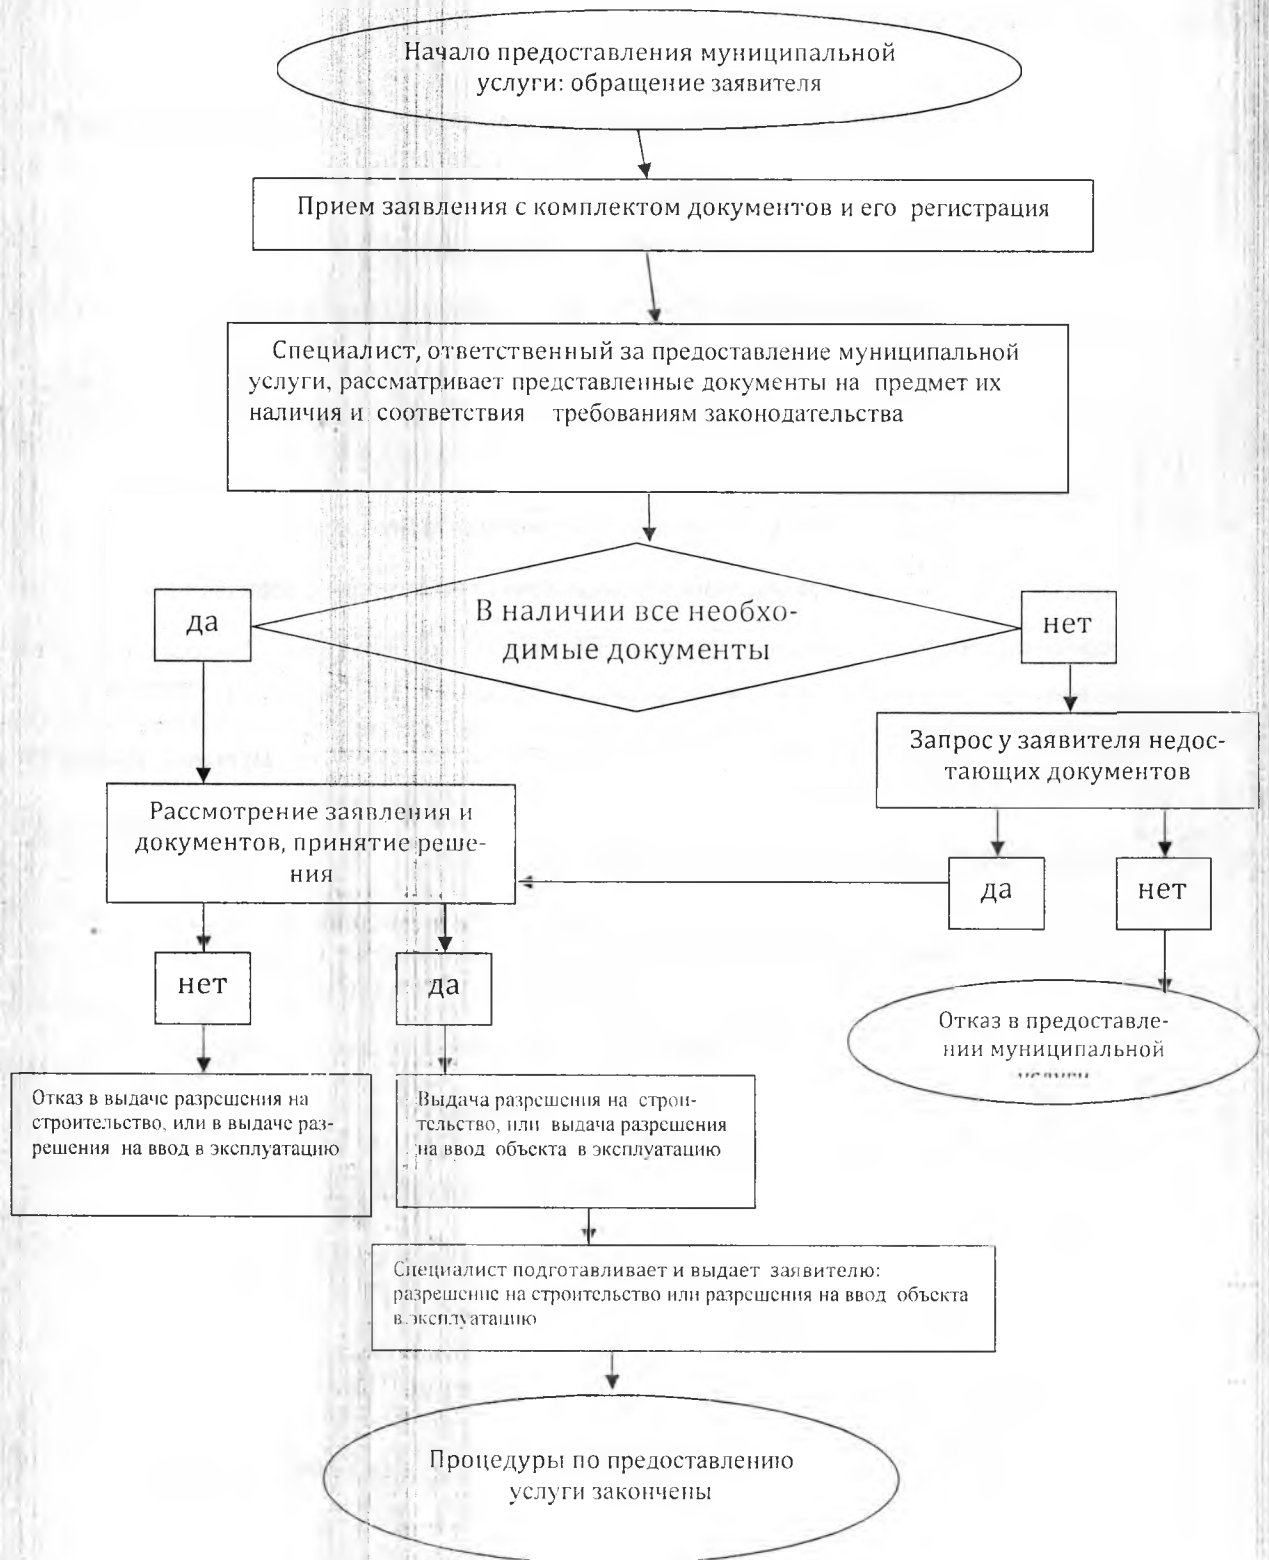 Начало предоставления муниципальной
услуги: обращение заявителя
Прием заявления с комплектом документов и его регистрация
Специалист, ответственный за предоставление муниципальной
услуги, рассматривает представленные документы на предмет их
наличия и соответствия требованиям законодательства
В наличии все необхо-
димые документы
да
нет
Запрос у заявителя недос-
тающих документов
Рассмотрение заявления и
документов, принятие реше-
ния
да
нет
нет
да
Отказ в предоставле-
нии муниципальной
Отказ в выдаче разрешения на
строительство, или в выдаче раз-
решения на ввод в эксплуатацию
Выдача разрешения на строи-
тельство, или выдача разрешения
на ввод объекта в эксплуатацию
Специалист подготавливает и выдает заявителю:
разрешение на строительство или разрешения на ввод объекта
в эксплуатацию
Процедуры по предоставлению
услуги закончены